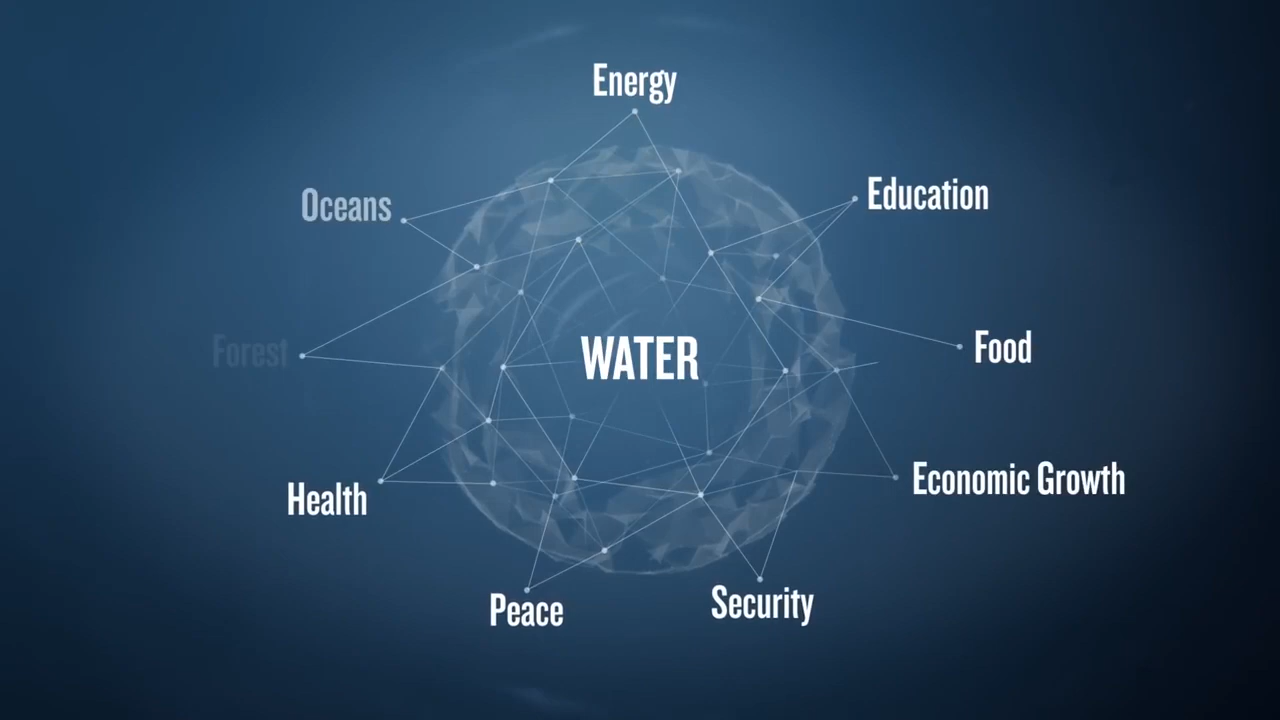 Energy
Education
Oceans
Food
WATER
Forest
Economic Growth
Health
Security
Peace